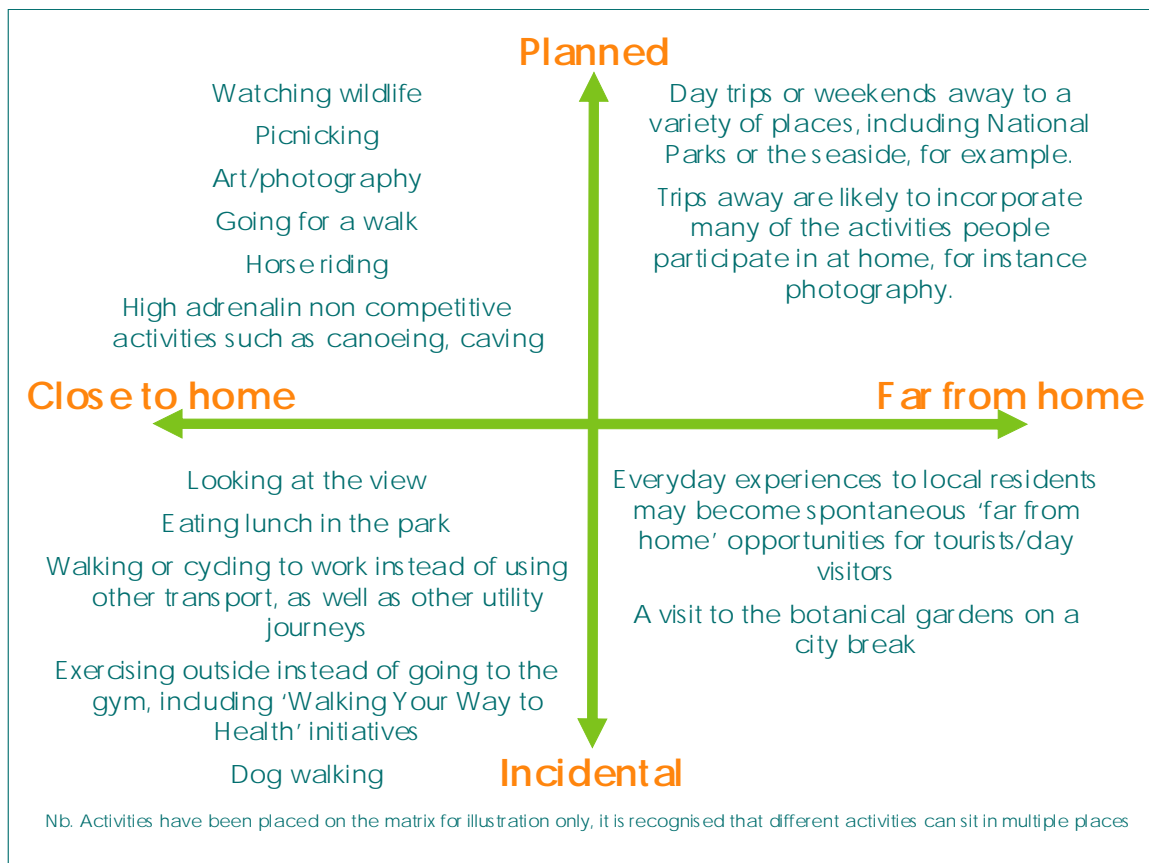 Planned
Watching wildlife
Picnicking
Art/photography
Going for a walk
Horse riding
High adrenalin non competitive
activities such as canoeing, caving
Day trips or weekends away to a
variety of places, including National
Parks or the seaside, for example.
Trips away are likely to incorporate
many of the activities people
participate in at home, for instance
photography.
Close to home
Far from home
Looking at the view
Eating lunch in the park
Walking or cycling to work instead of using
other transport, as well as other utility
journeys
Exercising outside instead of going to the
gym, including ‘Walking Your Way to
Health’ initiatives
Dog walking
Everyday experiences to local residents
may become spontaneous ‘far from
home’ opportunities for tourists/day
visitors
A visit to the botanical gardens on a
city break
Incidental
Nb. Activities have been placed on the matrix for illustration only, it is recognised that different activities can sit in multiple places